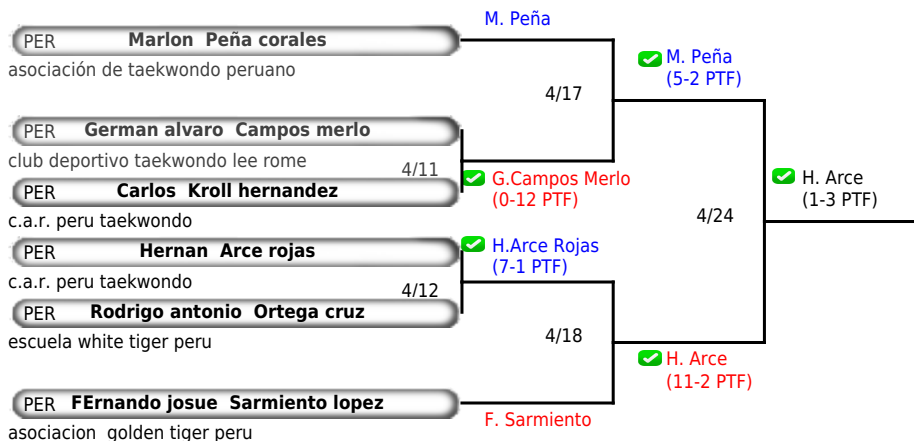 M. Peña
PER Marlon Peña corales
asociación de taekwondo peruano
M. Peña
(5-2 PTF)
4/17
PER German alvaro Campos merlo
club deportivo taekwondo lee rome
4/11
G.Campos Merlo
(0-12 PTF)
PER Carlos Kroll hernandez
c.a.r. peru taekwondo
H. Arce
(1-3 PTF)
4/24
PER Hernan Arce rojas
c.a.r. peru taekwondo
H.Arce Rojas
(7-1 PTF)
4/12
PER Rodrigo antonio Ortega cruz
escuela white tiger peru
4/18
H. Arce
(11-2 PTF)
PER FErnando josue Sarmiento lopez
asociacion golden tiger peru
F. Sarmiento